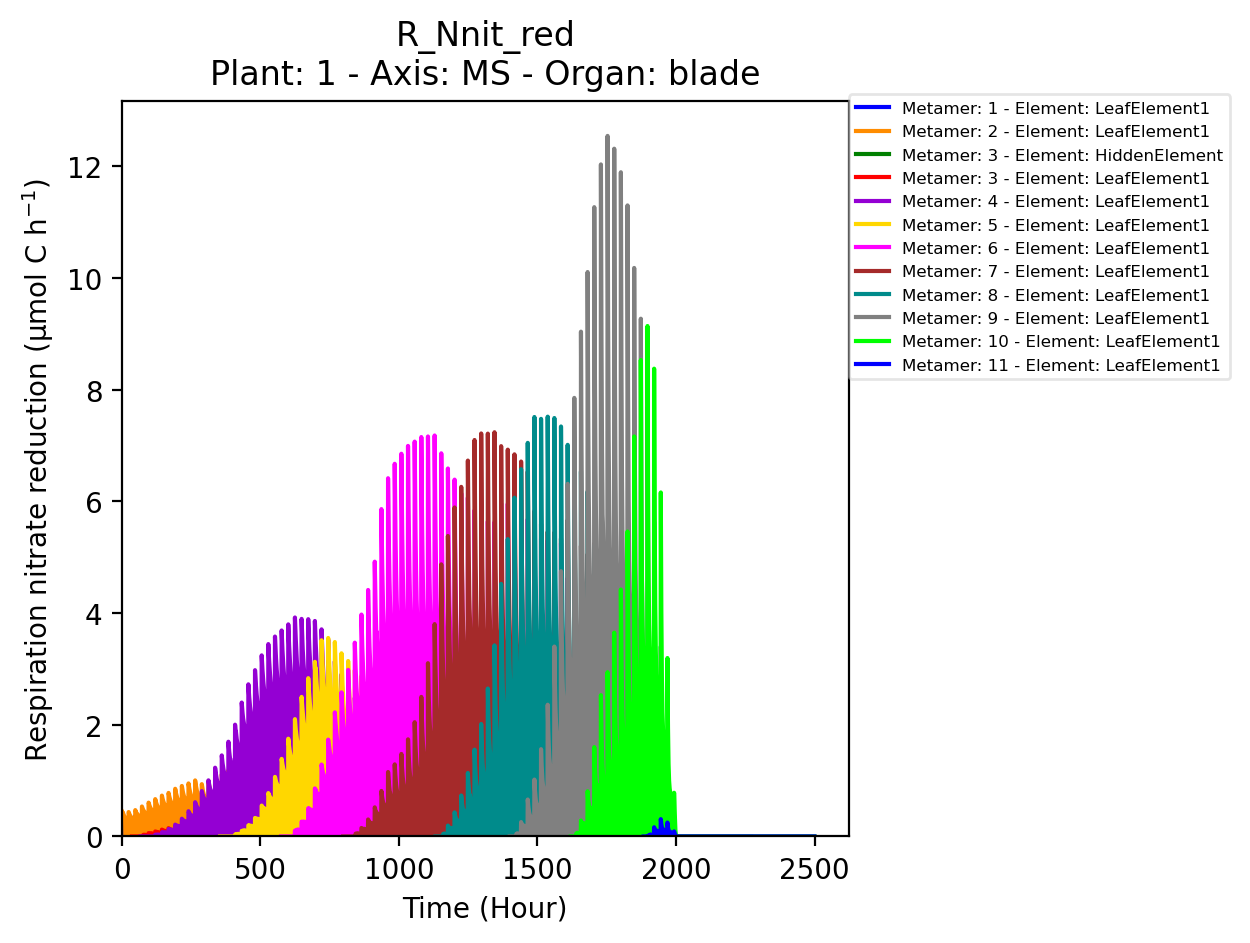 R_Nnit_red
Plant: 1 - Axis: MS - Organ: blade
Respiration nitrate reduction (µmol C h⁻¹)
12
10
8
6
4
2
0
0 500 1000 1500 2000 2500
Time (Hour)
Metamer: 1 - Element: LeafElement1
Metamer: 2 - Element: LeafElement1
Metamer: 3 - Element: HiddenElement
Metamer: 3 - Element: LeafElement1
Metamer: 4 - Element: LeafElement1
Metamer: 5 - Element: LeafElement1
Metamer: 6 - Element: LeafElement1
Metamer: 7 - Element: LeafElement1
Metamer: 8 - Element: LeafElement1
Metamer: 9 - Element: LeafElement1
Metamer: 10 - Element: LeafElement1
Metamer: 11 - Element: LeafElement1